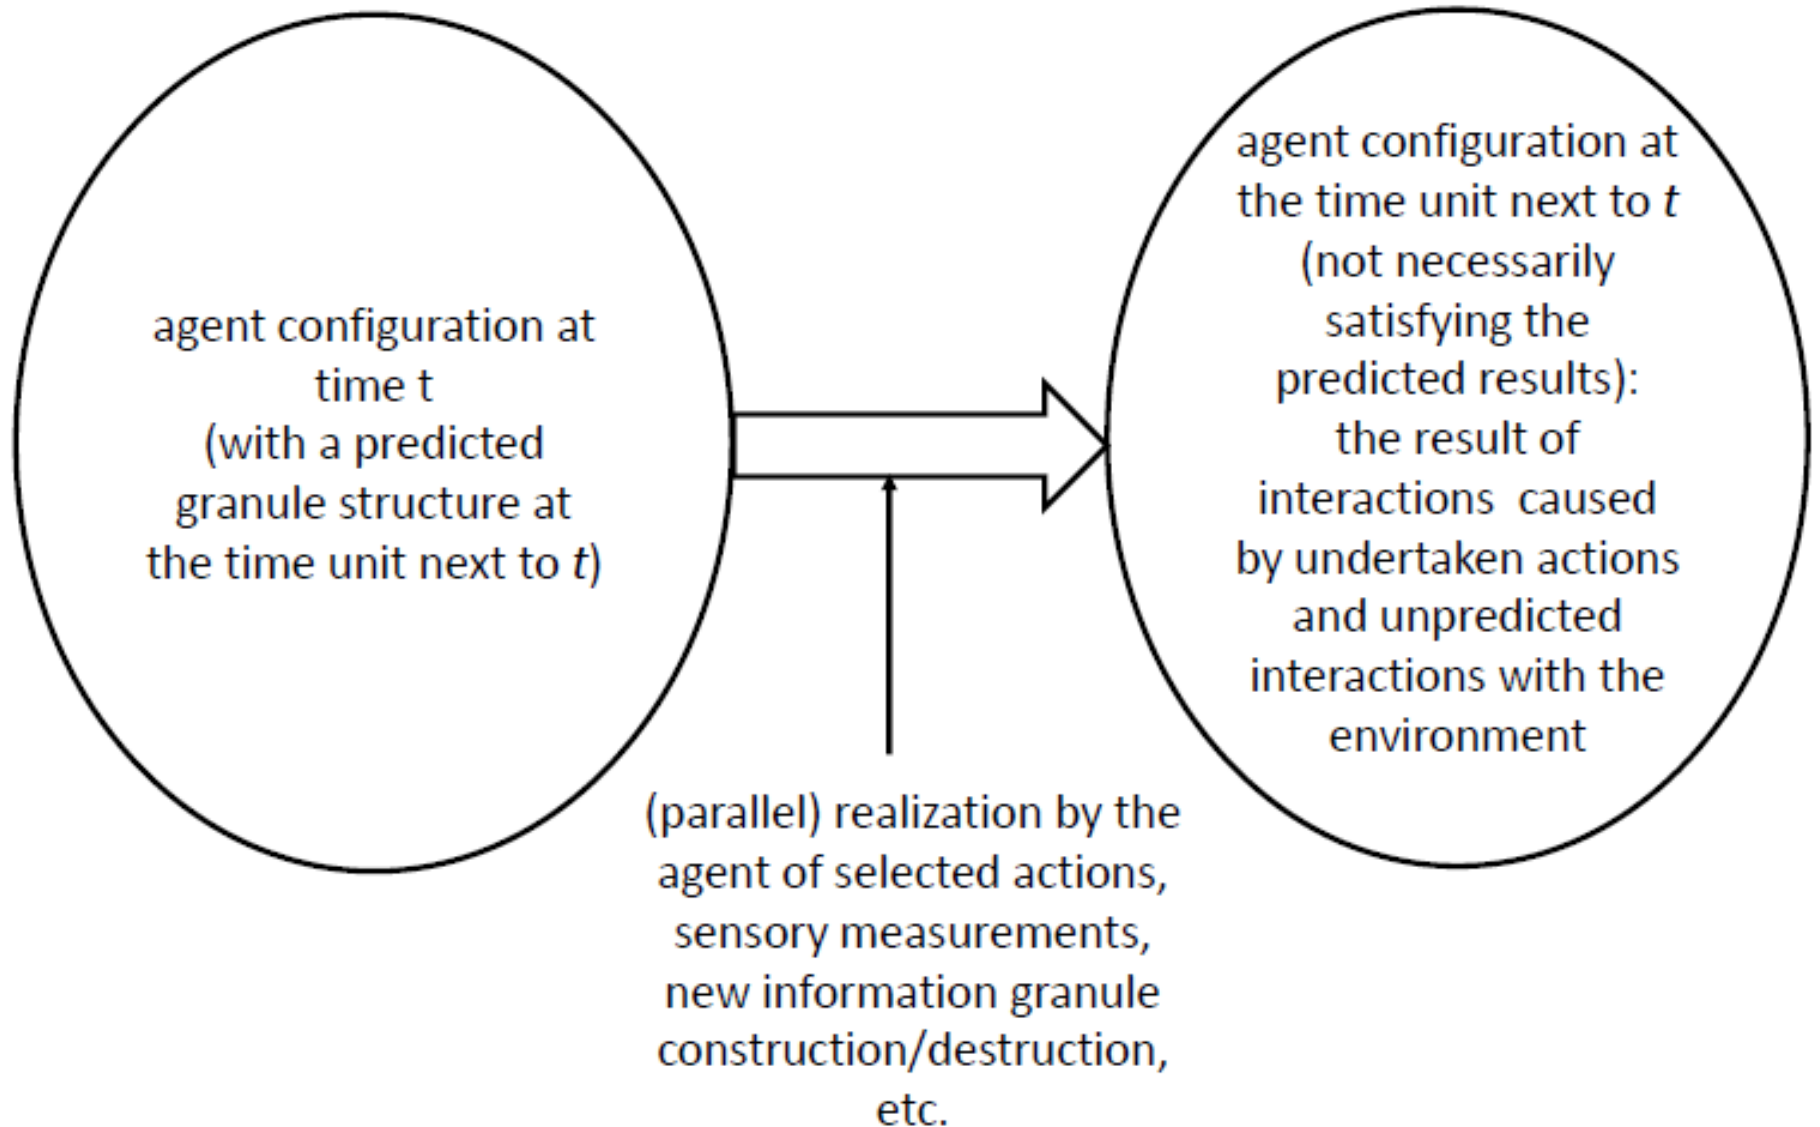 agent configuration at
time t
(with a predicted
granule structure at
the time unit next to t)
agent configuration at
the time unit next to t
(not necessarily
satisfying the
predicted results):
the result of
interactions  caused
by undertaken actions
and unpredicted
interactions with the
environment
(parallel) realization by the
agent of selected actions,
sensory measurements,
new information granule
construction/destruction,
etc.